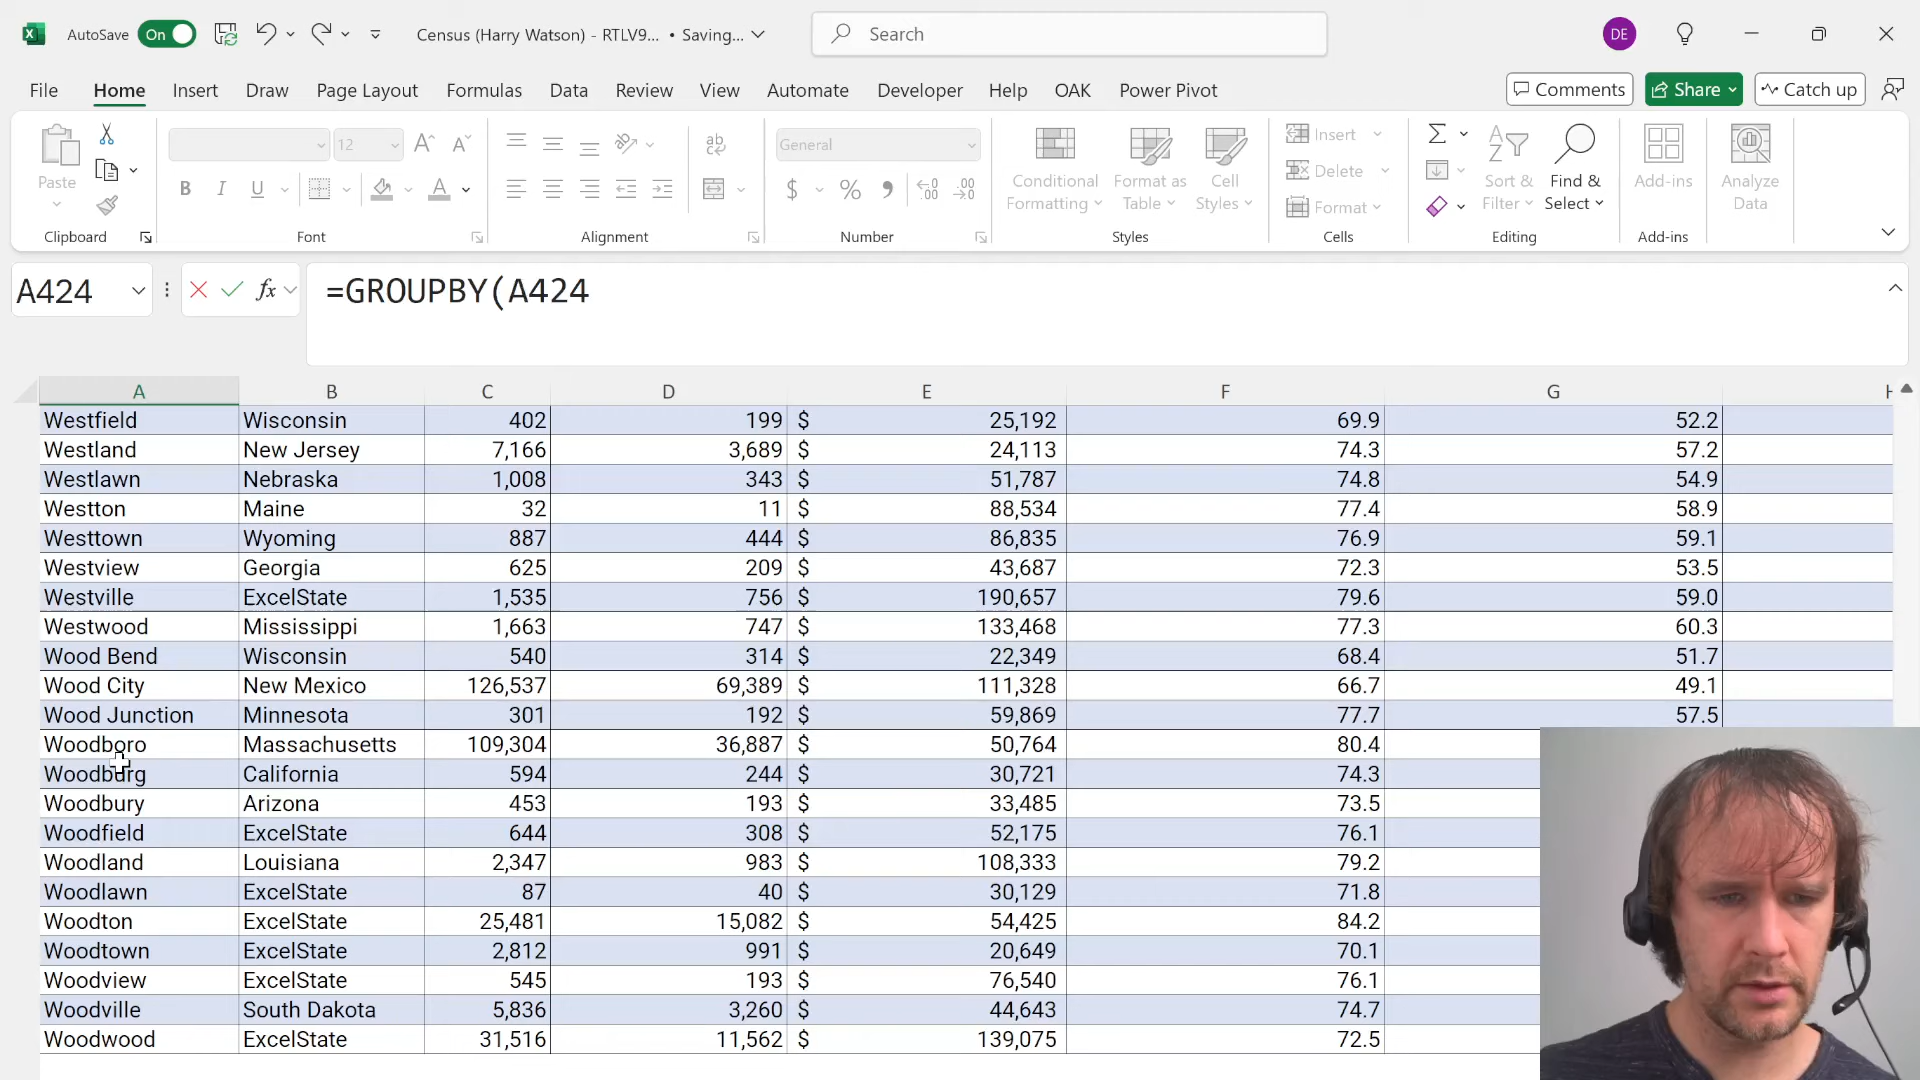 AutoSave On Census (Harry Watson) - RTLV9... • Saving... Search DE
File Home Insert Draw Page Layout Formulas Data Review View Automate Developer Help OAK Power Pivot Comments Share Catch up
Paste
Clipboard
12
B I U A
Font
ab
Alignment
General
$ % 9
Number
Conditional Formatting
Format as Table
Cell Styles
Styles
Insert
Delete
Format
Cells
Sort & Filter
Find & Select
Editing
Add-ins
Add-ins
Analyze Data
A424 fx =GROUPBY(A424
A B C D E F G H
Westfield Wisconsin 402 199 $ 25,192 69.9 52.2
Westland New Jersey 7,166 3,689 $ 24,113 74.3 57.2
Westlawn Nebraska 1,008 343 $ 51,787 74.8 54.9
Westton Maine 32 11 $ 88,534 77.4 58.9
Westtown Wyoming 887 444 $ 86,835 76.9 59.1
Westview Georgia 625 209 $ 43,687 72.3 53.5
Westville ExcelState 1,535 756 $ 190,657 79.6 59.0
Westwood Mississippi 1,663 747 $ 133,468 77.3 60.3
Wood Bend Wisconsin 540 314 $ 22,349 68.4 51.7
Wood City New Mexico 126,537 69,389 $ 111,328 66.7 49.1
Wood Junction Minnesota 301 192 $ 59,869 77.7 57.5
Woodboro Massachusetts 109,304 36,887 $ 50,764 80.4
Woodburg California 594 244 $ 30,721 74.3
Woodbury Arizona 453 193 $ 33,485 73.5
Woodfield ExcelState 644 308 $ 52,175 76.1
Woodland Louisiana 2,347 983 $ 108,333 79.2
Woodlawn ExcelState 87 40 $ 30,129 71.8
Woodton ExcelState 25,481 15,082 $ 54,425 84.2
Woodtown ExcelState 2,812 991 $ 20,649 70.1
Woodview ExcelState 545 193 $ 76,540 76.1
Woodville South Dakota 5,836 3,260 $ 44,643 74.7
Woodwood ExcelState 31,516 11,562 $ 139,075 72.5